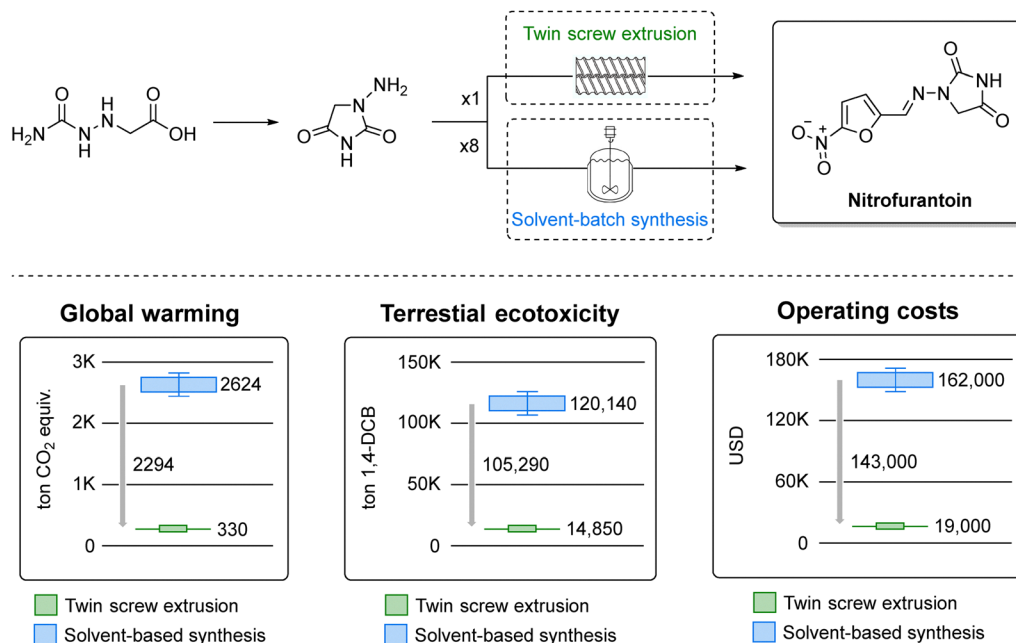 Twin screw extrusion
x1
x8
Solvent-batch synthesis
O
H
N
H2N
N
H
O
OH
NH2
N
O
O
N
H
O
N
N
NH
O
O
O−
N+
O
Nitrofurantoin
Global warming
ton CO2 equiv.
3K
2K
1K
0
2624
2294
330
Twin screw extrusion
Solvent-based synthesis
Terrestial ecotoxicity
ton 1,4-DCB
150K
100K
50K
0
120,140
105,290
14,850
Twin screw extrusion
Solvent-based synthesis
Operating costs
USD
180K
120K
60K
0
162,000
143,000
19,000
Twin screw extrusion
Solvent-based synthesis